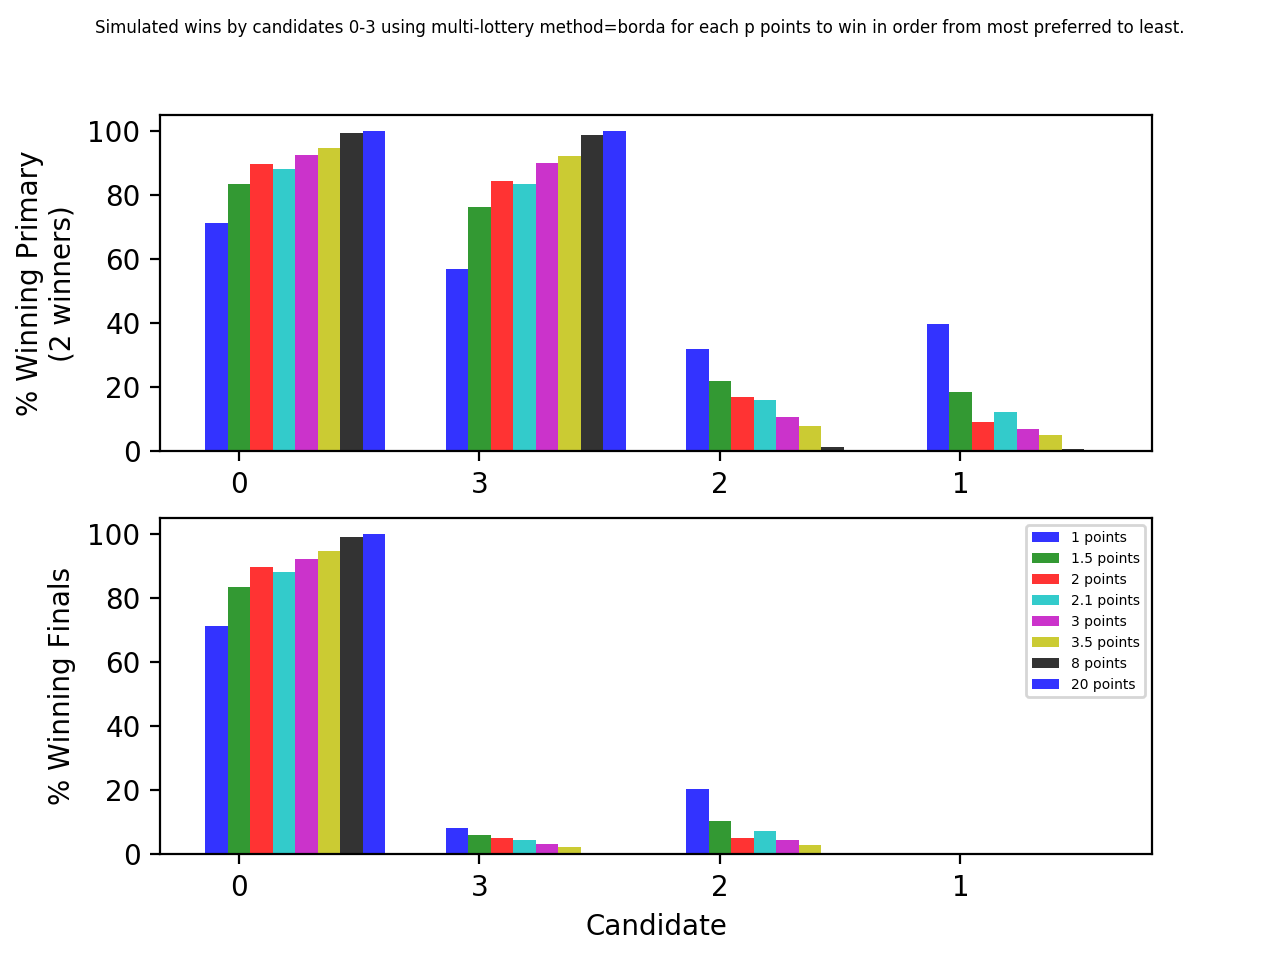 Simulated wins by candidates 0-3 using multi-lottery method=borda for each p points to win in order from most preferred to least.
% Winning Primary
(2 winners)
100
80
60
40
20
0
0 3 2 1
% Winning Finals
100
80
60
40
20
0
1 points
1.5 points
2 points
2.1 points
3 points
3.5 points
8 points
20 points
0 3 2 1
Candidate